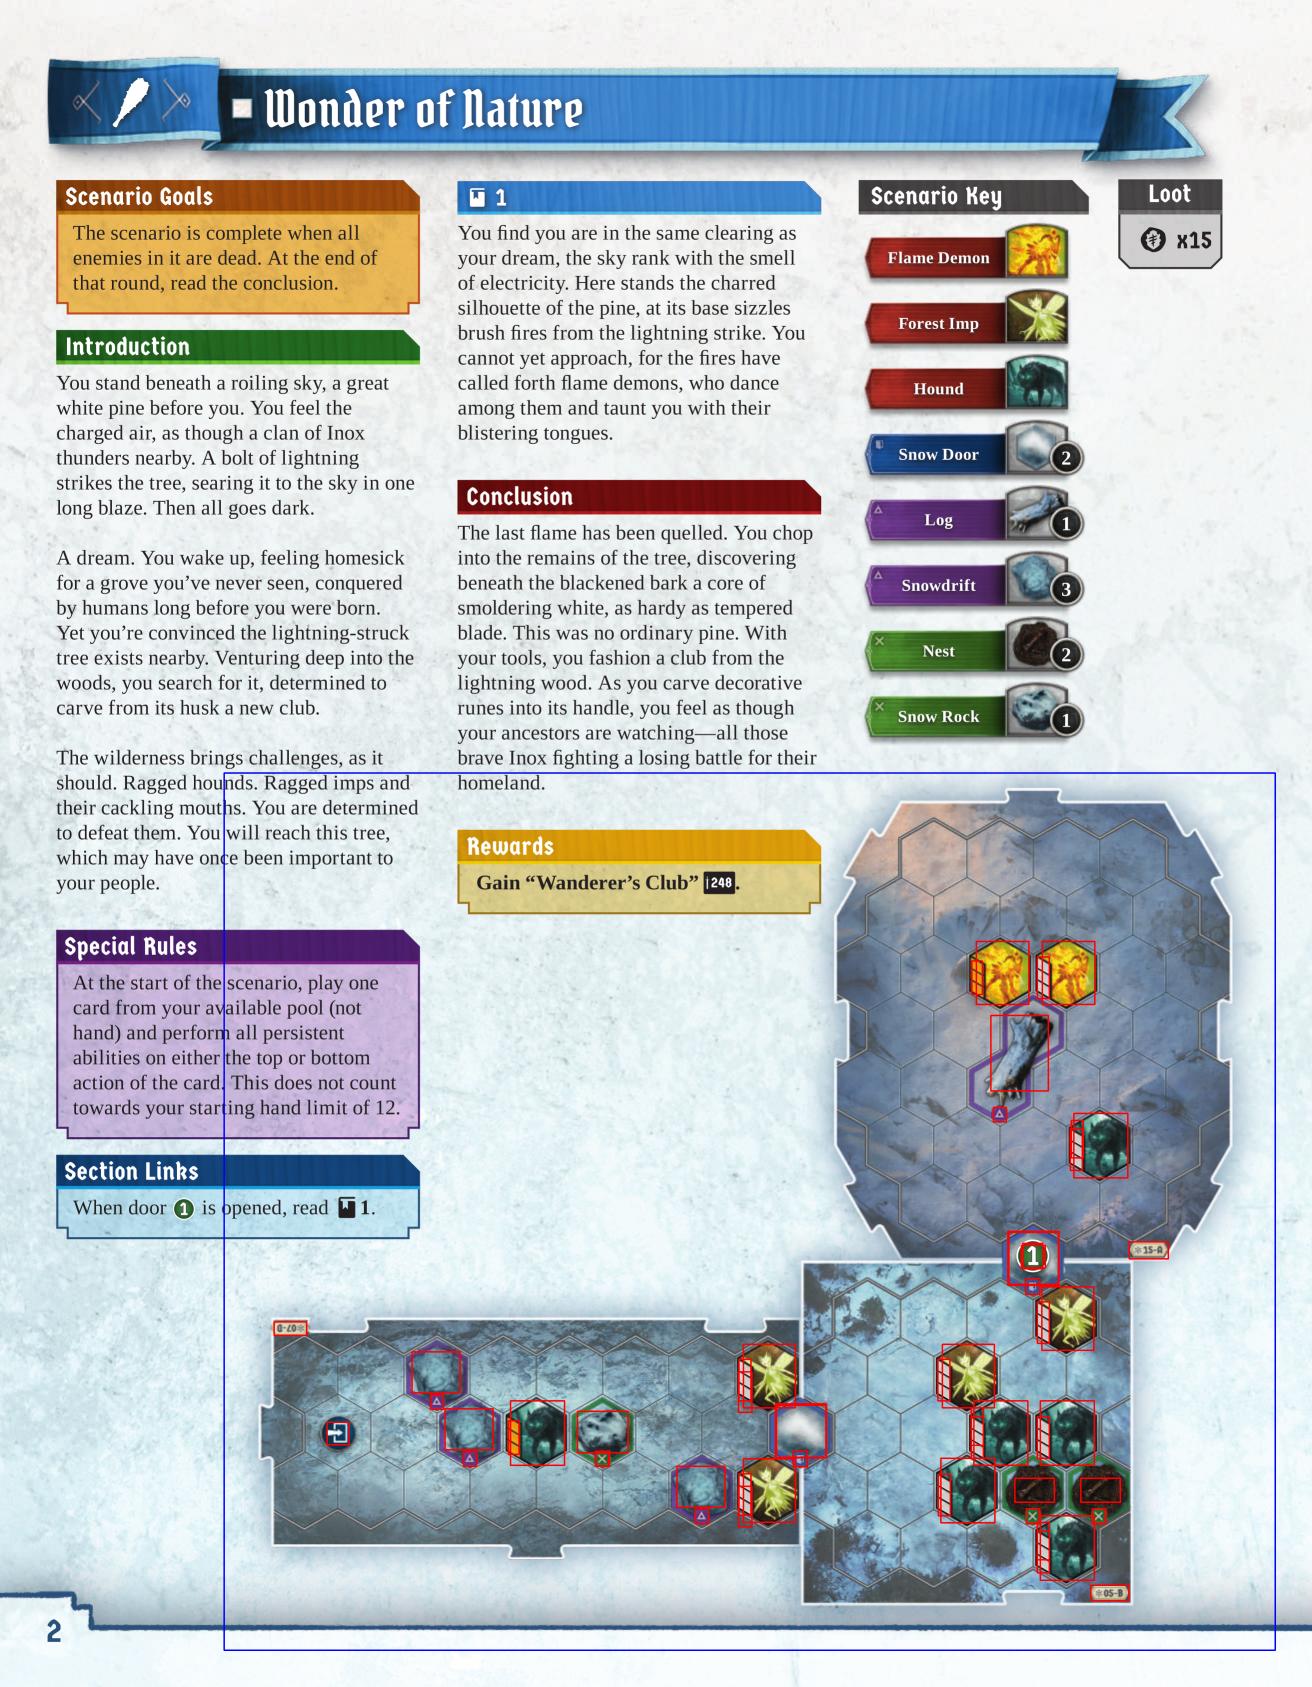 Wonder of Nature
Scenario Goals
The scenario is complete when all
enemies in it are dead. At the end of
that round, read the conclusion.
Introduction
You stand beneath a roiling sky, a great
white pine before you. You feel the
charged air, as though a clan of Inox
thunders nearby. A bolt of lightning
strikes the tree, searing it to the sky in one
long blaze. Then all goes dark.
A dream. You wake up, feeling homesick
for a grove you’ve never seen, conquered
by humans long before you were born.
Yet you’re convinced the lightning-struck
tree exists nearby. Venturing deep into the
woods, you search for it, determined to
carve from its husk a new club.
The wilderness brings challenges, as it
should. Ragged hounds. Ragged imps and
their cackling mouths. You are determined
to defeat them. You will reach this tree,
which may have once been important to
your people.
Special Rules
At the start of the scenario, play one
card from your available pool (not
hand) and perform all persistent
abilities on either the top or bottom
action of the card. This does not count
towards your starting hand limit of 12.
Section Links
When door 1 is opened, read 1.
1
You find you are in the same clearing as
your dream, the sky rank with the smell
of electricity. Here stands the charred
silhouette of the pine, at its base sizzles
brush fires from the lightning strike. You
cannot yet approach, for the fires have
called forth flame demons, who dance
among them and taunt you with their
blistering tongues.
Conclusion
The last flame has been quelled. You chop
into the remains of the tree, discovering
beneath the blackened bark a core of
smoldering white, as hardy as tempered
blade. This was no ordinary pine. With
your tools, you fashion a club from the
lightning wood. As you carve decorative
runes into its handle, you feel as though
your ancestors are watching—all those
brave Inox fighting a losing battle for their
homeland.
Rewards
Gain “Wanderer’s Club” 248.
Scenario Key
Flame Demon
Forest Imp
Hound
Snow Door 2
Log 1
Snowdrift 3
Nest 2
Snow Rock 1
Loot
x15
15-A
1
07-D
05-B
2